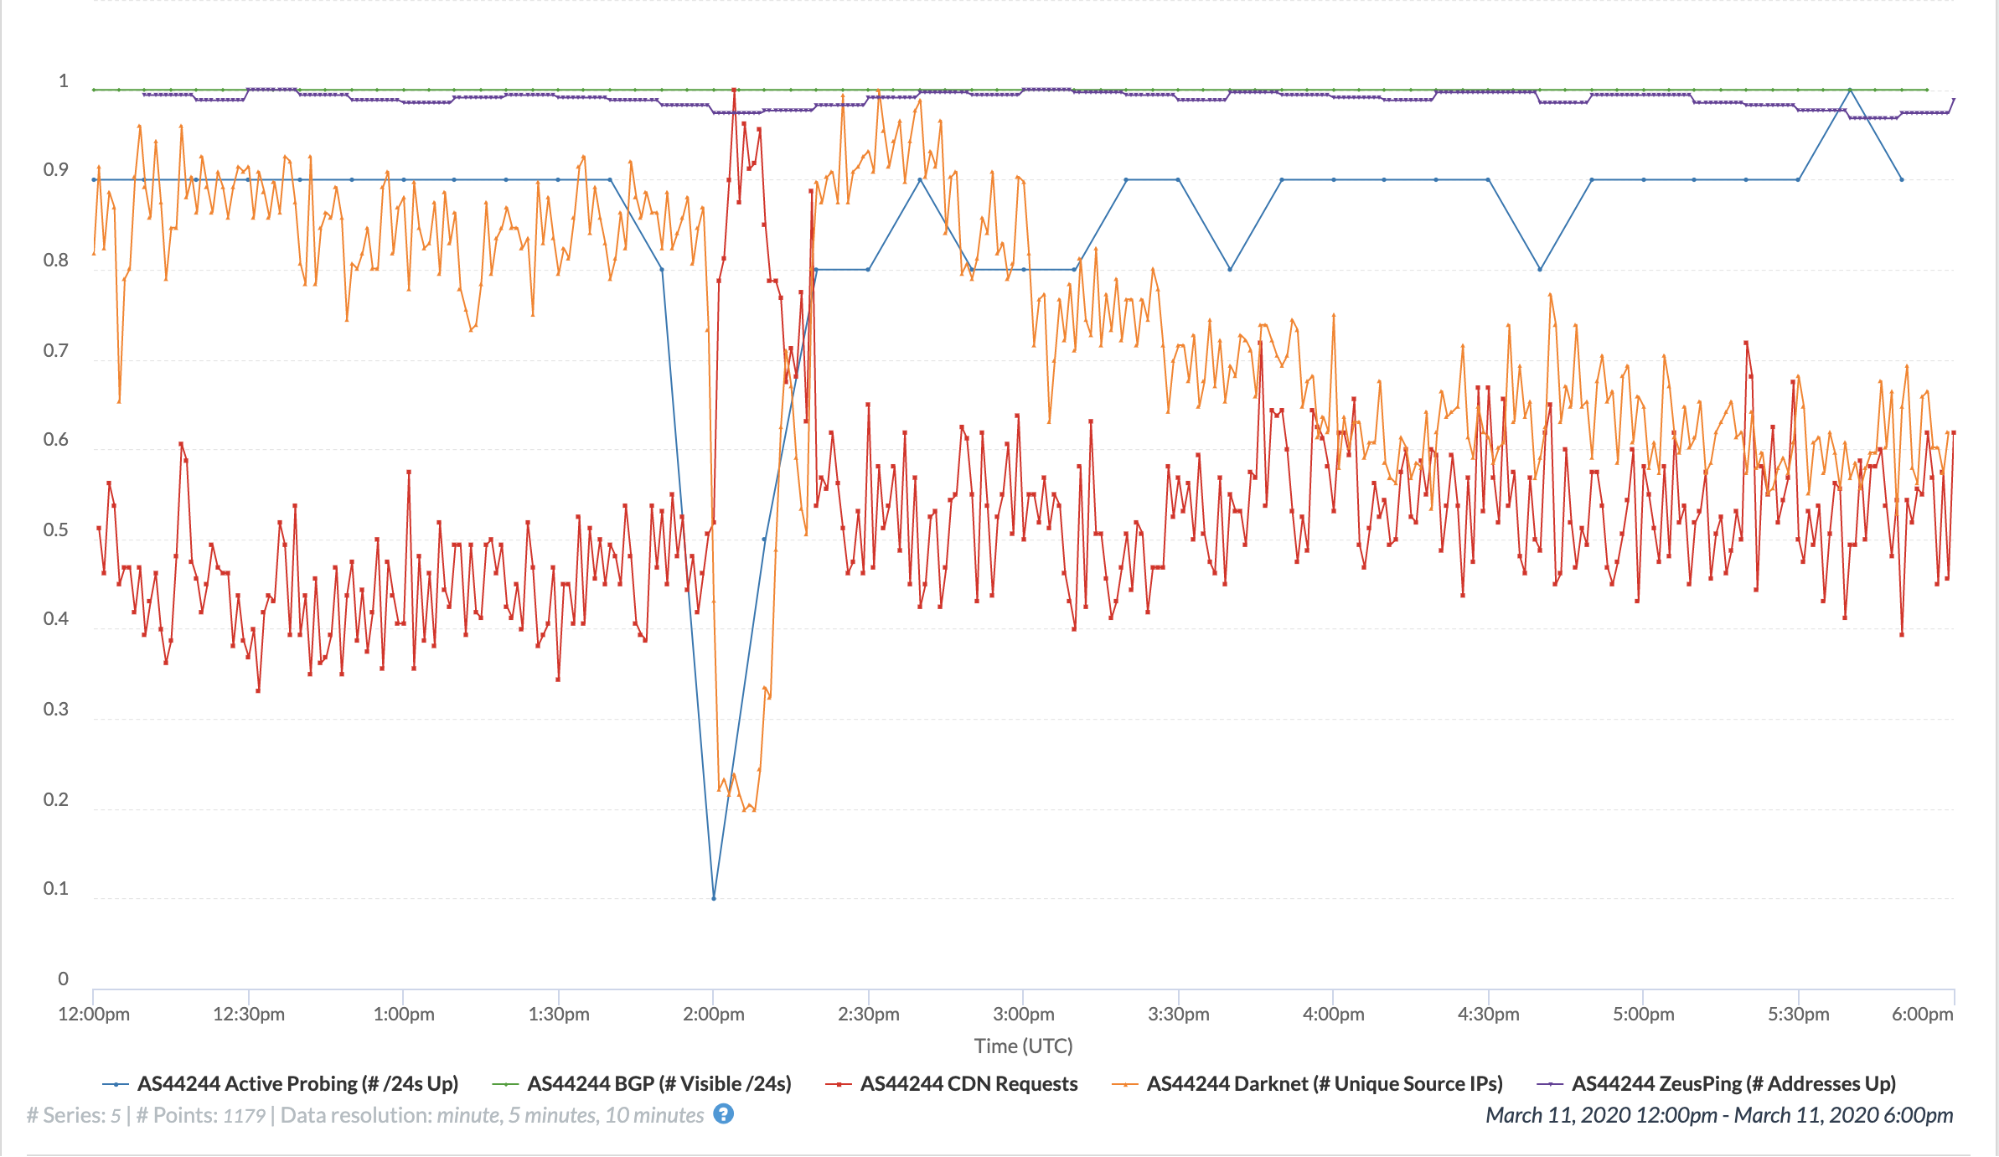 1
0.9
0.8
0.7
0.6
0.5
0.4
0.3
0.2
0.1
0
12:00pm 12:30pm 1:00pm 1:30pm 2:00pm 2:30pm 3:00pm 3:30pm 4:00pm 4:30pm 5:00pm 5:30pm 6:00pm
Time (UTC)
AS44244 Active Probing (# /24s Up) AS44244 BGP (# Visible /24s) AS44244 CDN Requests AS44244 Darknet (# Unique Source IPs) AS44244 ZeusPing (# Addresses Up)
# Series: 5 | # Points: 1179 | Data resolution: minute, 5 minutes, 10 minutes ? March 11, 2020 12:00pm - March 11, 2020 6:00pm